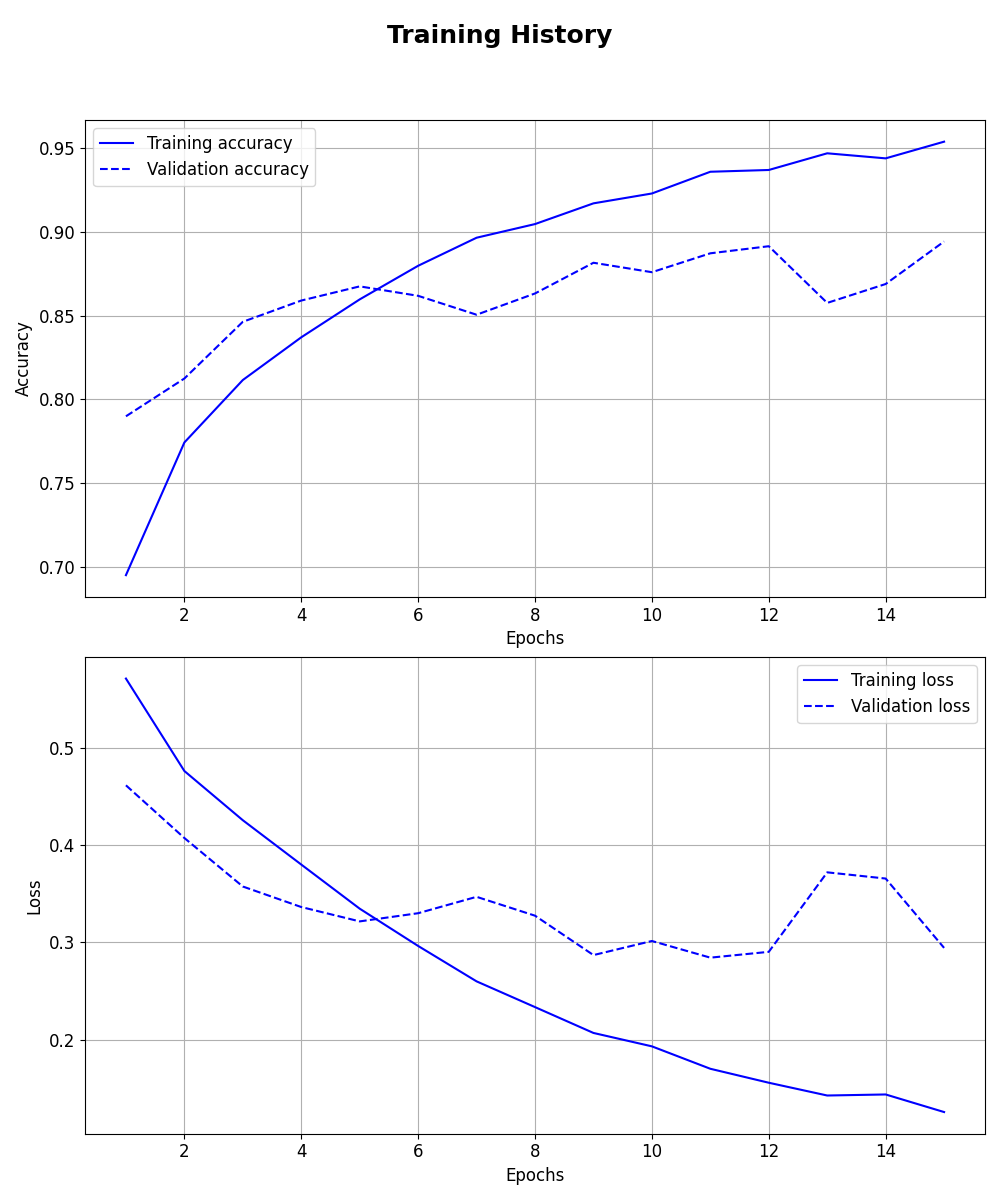 Training History
Training accuracy
Validation accuracy
0.95
0.90
0.85
0.80
0.75
0.70
Accuracy
2 4 6 8 10 12 14
Epochs
Training loss
Validation loss
0.5
0.4
0.3
0.2
Loss
2 4 6 8 10 12 14
Epochs